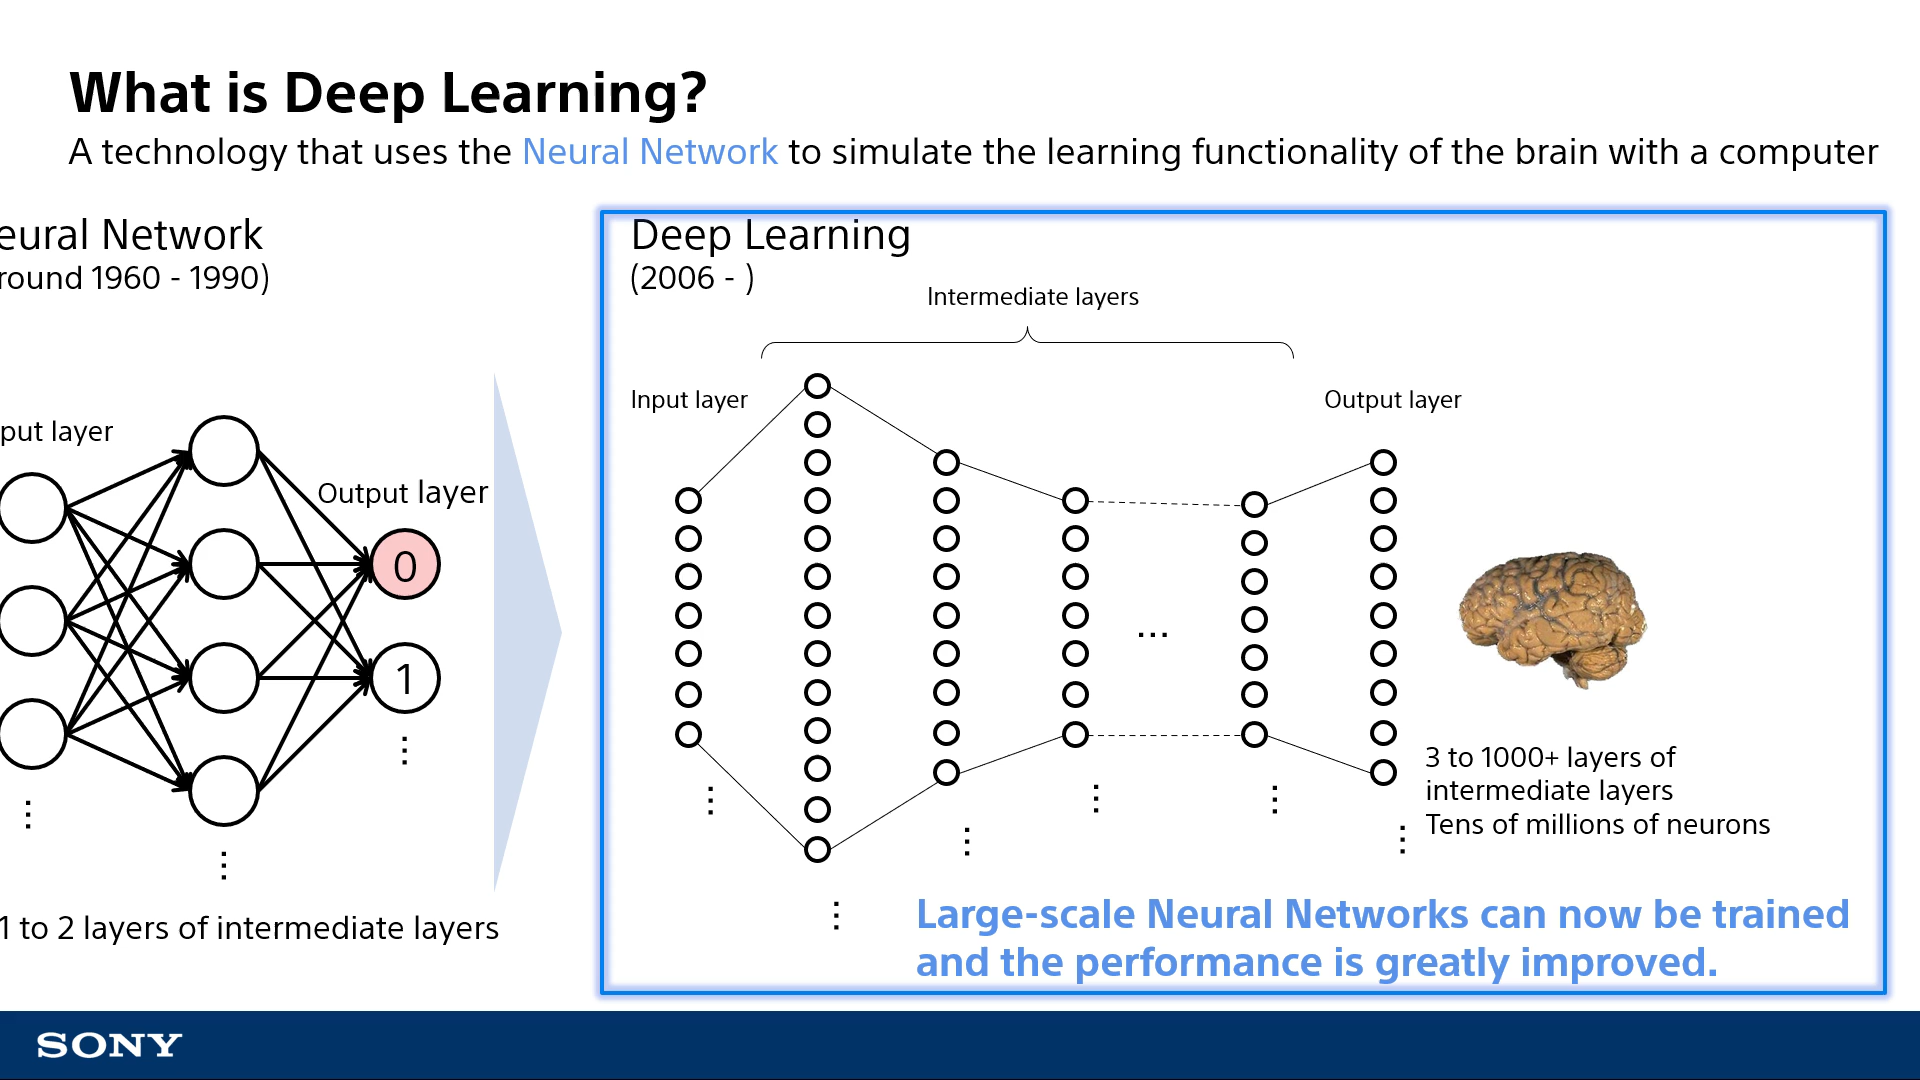 What is Deep Learning?
A technology that uses the Neural Network to simulate the learning functionality of the brain with a computer
eural Network
round 1960 - 1990)
put layer
Output layer
0
1
⋮
⋮
⋮
1 to 2 layers of intermediate layers
Deep Learning
(2006 - )
Intermediate layers
Input layer
Output layer
...
⋮
⋮
⋮
⋮
⋮
⋮
3 to 1000+ layers of
intermediate layers
Tens of millions of neurons
Large-scale Neural Networks can now be trained
and the performance is greatly improved.
SONY